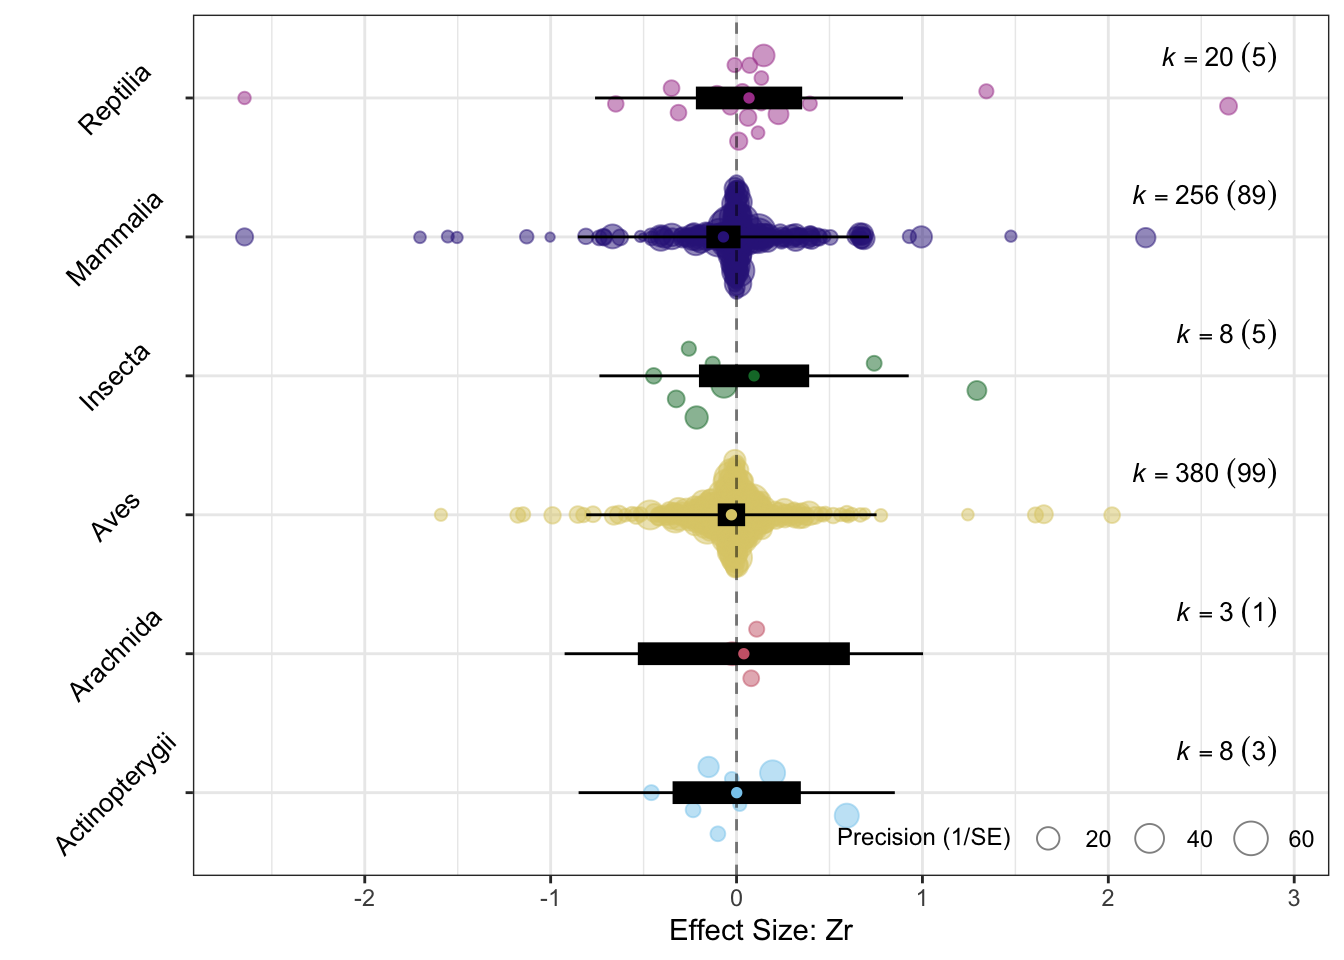 Reptilia
k = 20 (5)
Mammalia
k = 256 (89)
Insecta
k = 8 (5)
Aves
k = 380 (99)
Arachnida
k = 3 (1)
Actinopterygii
k = 8 (3)
Precision (1/SE) 20 40 60
-2 -1 0 1 2 3
Effect Size: Zr